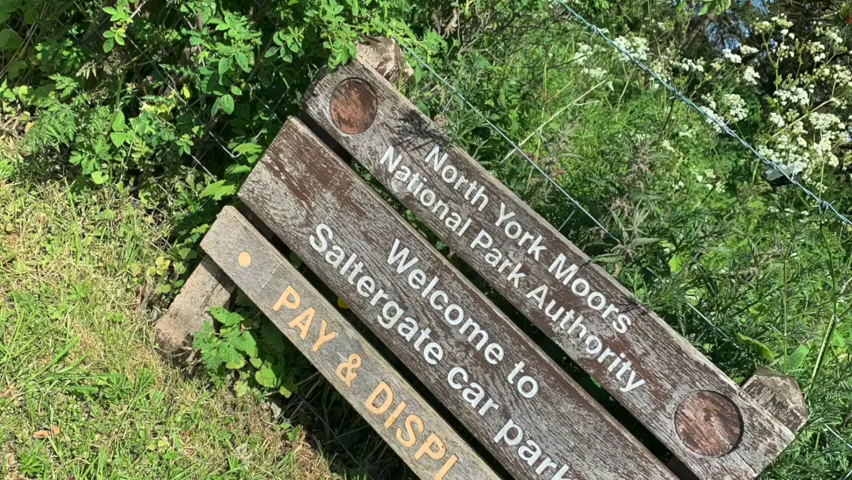 North York Moors
National Park Authority
Welcome to
Saltergate car park
PAY & DISPL